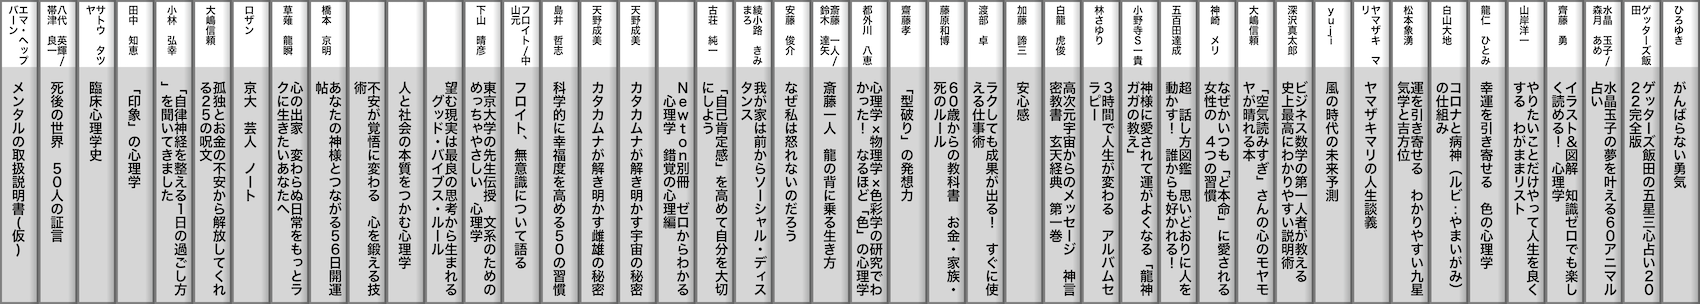 ひろゆき
がんばらない勇気
ゲッターズ飯
田
ゲッターズ飯田の五星三心占い２０
２２完全版
水晶 玉子/
森月 あめ
水晶玉子の夢を叶える６０アニマル
占い
齊藤 勇
イラスト＆図解 知識ゼロでも楽し
く読める！ 心理学
山岸洋一
やりたいことだけやって人生を良く
する わがままリスト
龍仁 ひとみ
幸運を引き寄せる 色の心理学
白山大地
コロナと病神（ルビ：やまいがみ）
の仕組み
松本象湧
運を引き寄せる わかりやすい九星
気学と吉方位
ヤマザキ マ
リ
ヤマザキマリの人生談義
ｙｕｊｉ
風の時代の未来予測
深沢真太郎
ビジネス数学の第一人者が教える
史上最高にわかりやすい説明術
大嶋信頼
「空気読みすぎ」さんの心のモヤモ
ヤが晴れる本
神崎 メリ
なぜかいつも「ど本命」に愛される
女性の ４つの習慣
五百田達成
超 話し方図鑑 思いどおりに人を
動かす！ 誰からも好かれる！
小野寺Ｓ一貴
神様に愛されて運がよくなる「龍神
ガガの教え」
林さゆり
３時間で人生が変わる アルバムセ
ラピー
白龍 虎俊
高次元宇宙からのメッセージ 神言
密教書 玄天経典 第一巻
加藤 諦三
安心感
渡部 卓
ラクしても成果が出る！ すぐに使
える仕事術
藤原和博
６０歳からの教科書 お金・家族・
死のルール
齋藤孝
「型破り」の発想力
都外川 八恵
心理学×物理学×色彩学の研究でわ
かった！ なるほど「色」の心理学
斎藤 一人/
鈴木 達矢
斎藤一人 龍の背に乗る生き方
安藤 俊介
なぜ私は怒れないのだろう
綾小路 きみ
まろ
我が家は前からソーシャル・ディス
タンス
古荘 純一
「自己肯定感」を高めて自分を大切
にしよう
Ｎｅｗｔｏｎ別冊 ゼロからわかる
心理学 錯覚の心理編
天野成美
カタカムナが解き明かす宇宙の秘密
天野成美
カタカムナが解き明かす雌雄の秘密
島井 哲志
科学的に幸福度を高める５０の習慣
フロイト/中
山元
フロイト、無意識について語る
下山 晴彦
東京大学の先生伝授 文系のための
めっちゃやさしい 心理学
望む現実は最良の思考から生まれる
グッド・バイブス・ルール
人と社会の本質をつかむ心理学
不安が覚悟に変わる 心を鍛える技
術
橋本 京明
あなたの神様とつながる５６日開運
帖
草薙 龍瞬
心の出家 変わらぬ日常をもっとラ
クに生きたいあなたへ
ロザン
京大 芸人 ノート
大嶋信頼
孤独とお金の不安から解放してくれ
る２５の呪文
小林 弘幸
「自律神経を整える１日の過ごし方
」を聞いてきました
田中 知恵
「印象」の心理学
サトウ タツ
ヤ
臨床心理学史
八代 英輝/
帯津 良一
死後の世界 ５０人の証言
エマ・ヘップ
バーン
メンタルの取扱説明書（仮）